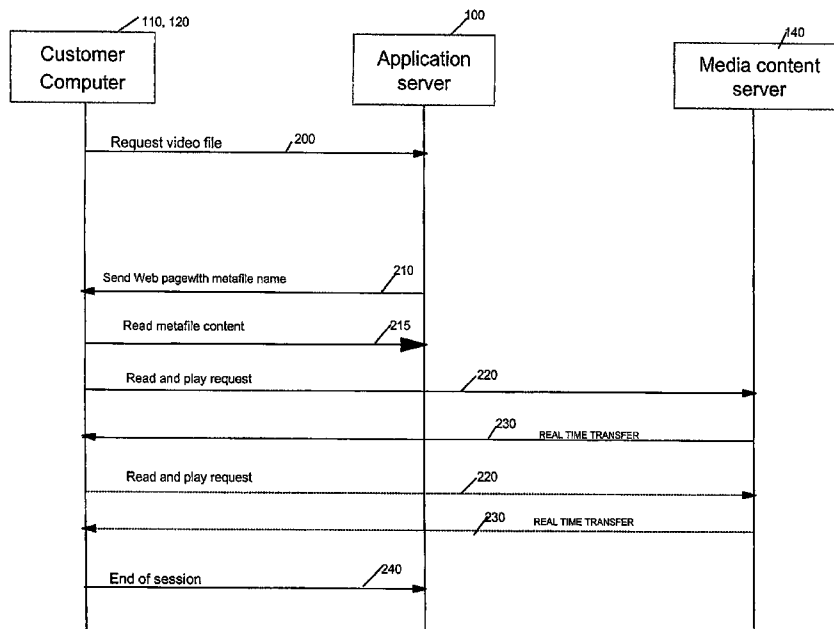 110, 120
100
140
Customer
Computer
Application
server
Media content
server
Request video file
200
Send Web pagewith metafile name
210
Read metafile content
215
Read and play request
220
230
REAL TIME TRANSFER
Read and play request
220
230
REAL TIME TRANSFER
End of session
240